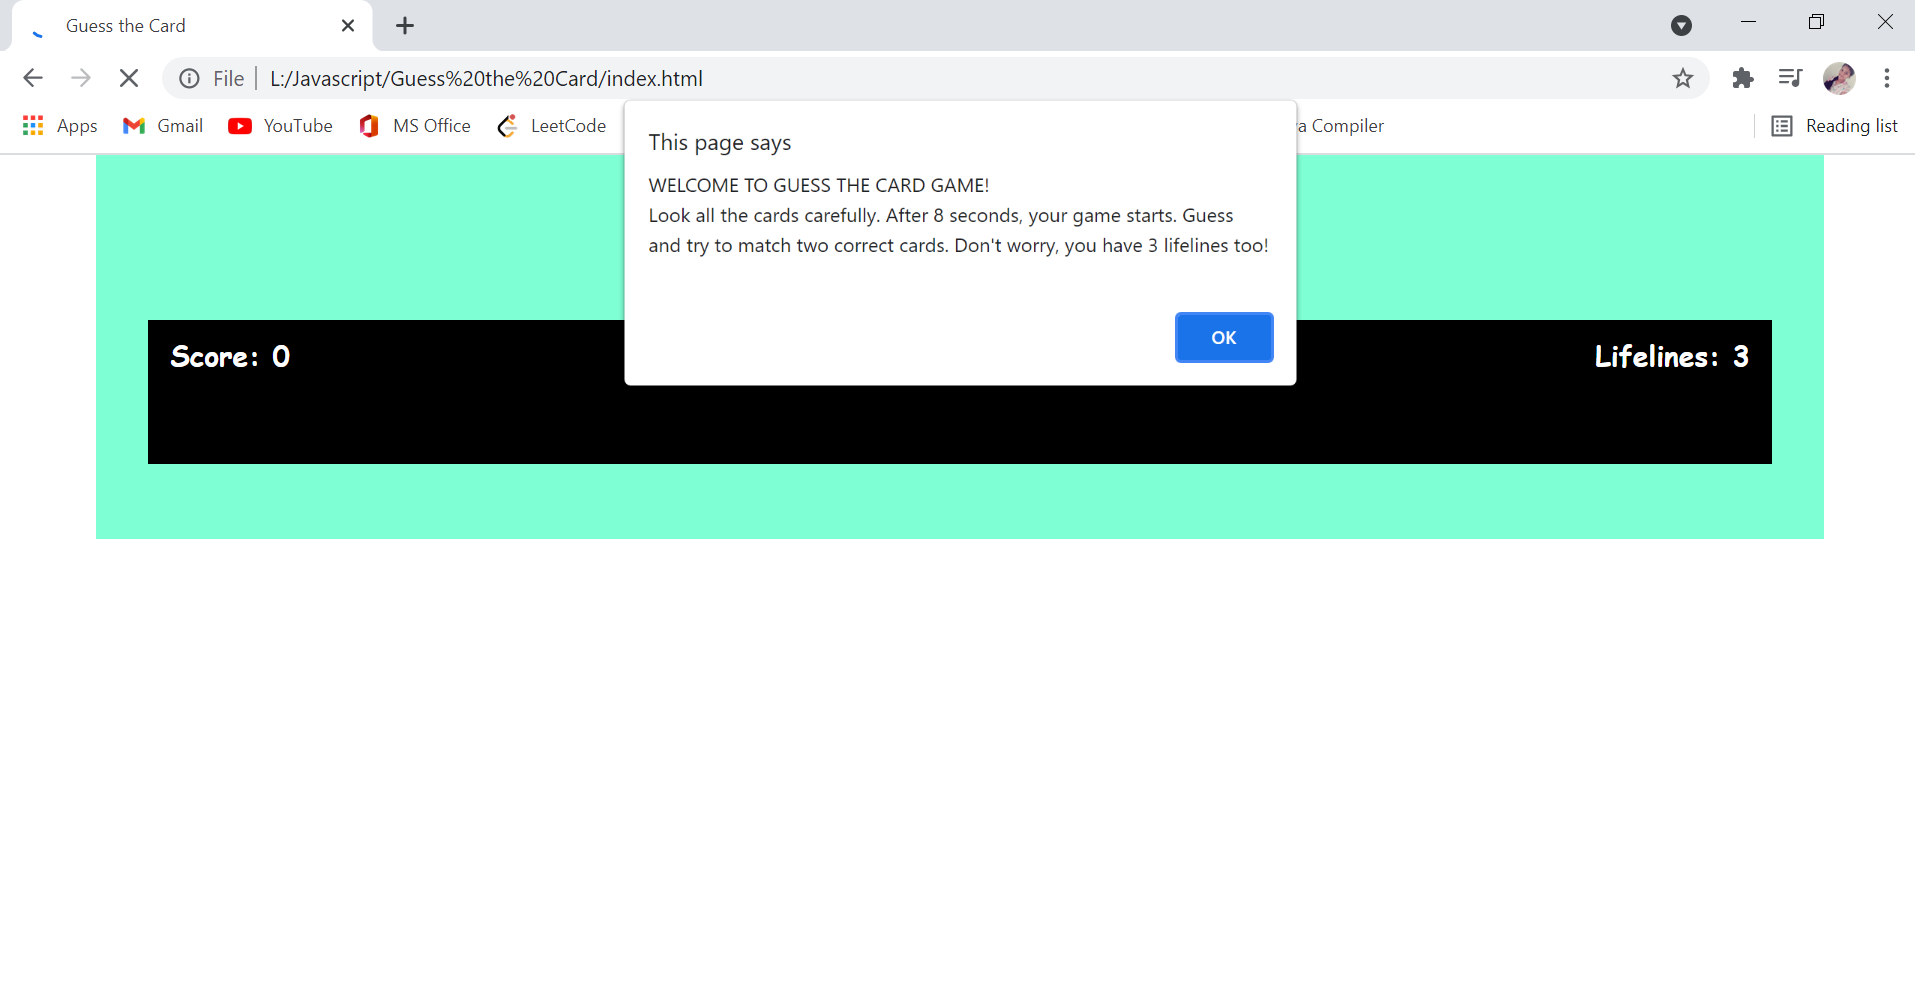 Guess the Card
File
L:/Javascript/Guess%20the%20Card/index.html
Apps
Gmail
YouTube
MS Office
LeetCode
Compiler
Reading list
This page says
WELCOME TO GUESS THE CARD GAME!
Look all the cards carefully. After 8 seconds, your game starts. Guess
and try to match two correct cards. Don't worry, you have 3 lifelines too!
OK
Score: 0
Lifelines: 3